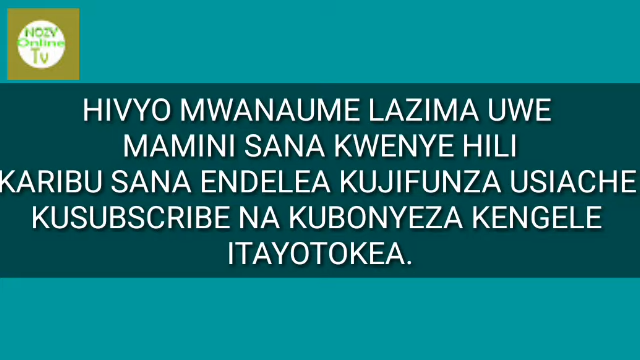 NOZY
Online
Tv
HIVYO MWANAUME LAZIMA UWE
MAMINI SANA KWENYE HILI
KARIBU SANA ENDELEA KUJIFUNZA USIACHE
KUSUBSCRIBE NA KUBONYEZA KENGELE
ITAYOTOKEA.